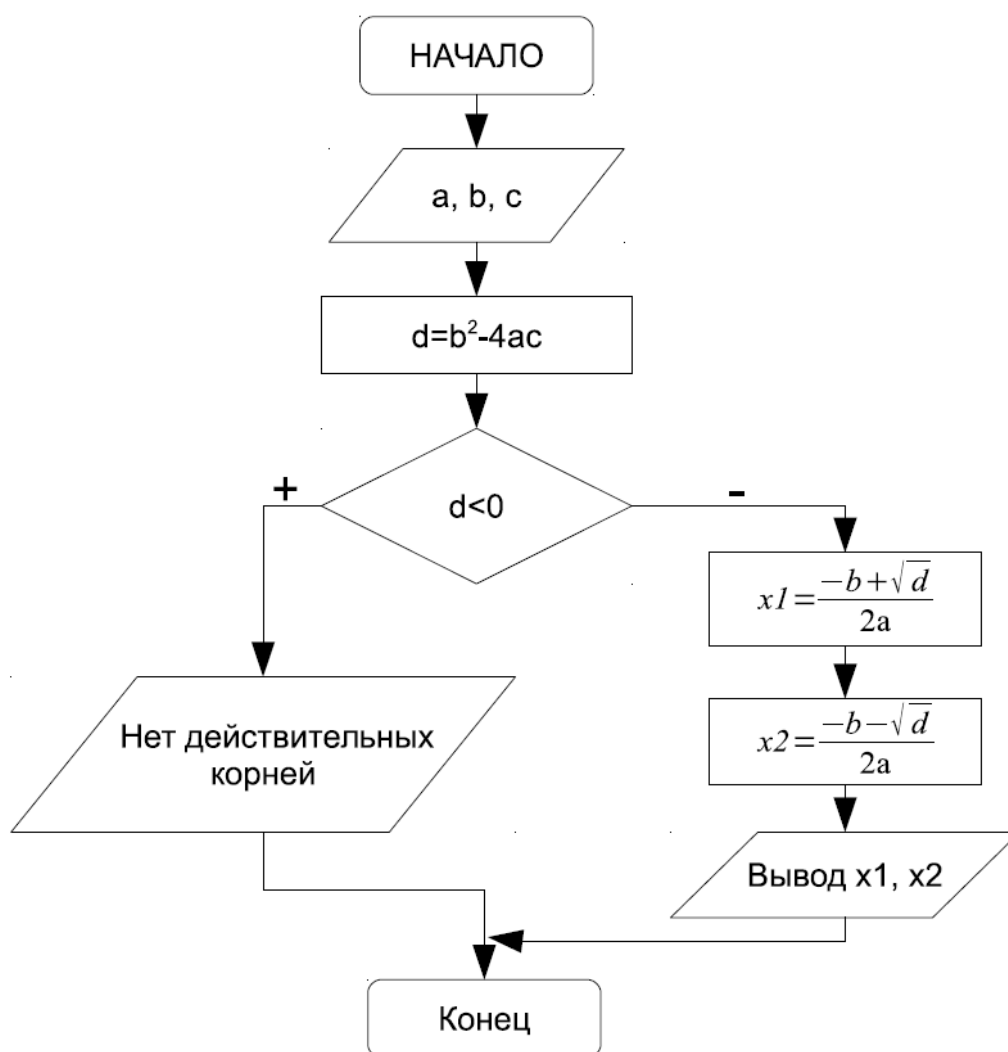 НАЧАЛО
a, b, c
d=b²-4ac
d<0
+
-
x1=(-b+√d)/2a
x2=(-b-√d)/2a
Вывод x1, x2
Нет действительных
корней
Конец